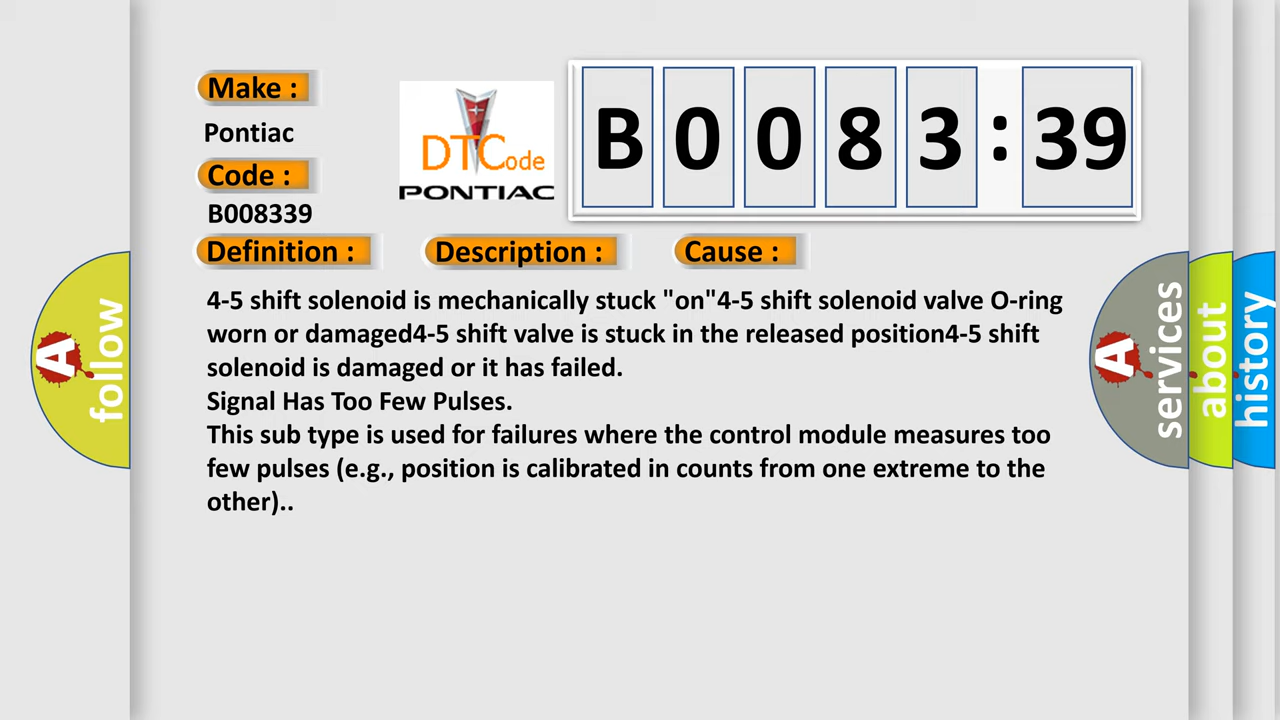 Make :
Pontiac
Code :
B008339
DTCode
PONTIAC
B0083:39
Definition :
Description :
Cause :
4-5 shift solenoid is mechanically stuck "on"4-5 shift solenoid valve O-ring
worn or damaged4-5 shift valve is stuck in the released position4-5 shift
solenoid is damaged or it has failed.
Signal Has Too Few Pulses.
This sub type is used for failures where the control module measures too
few pulses (e.g., position is calibrated in counts from one extreme to the
other)..
A follow
A services
about
history